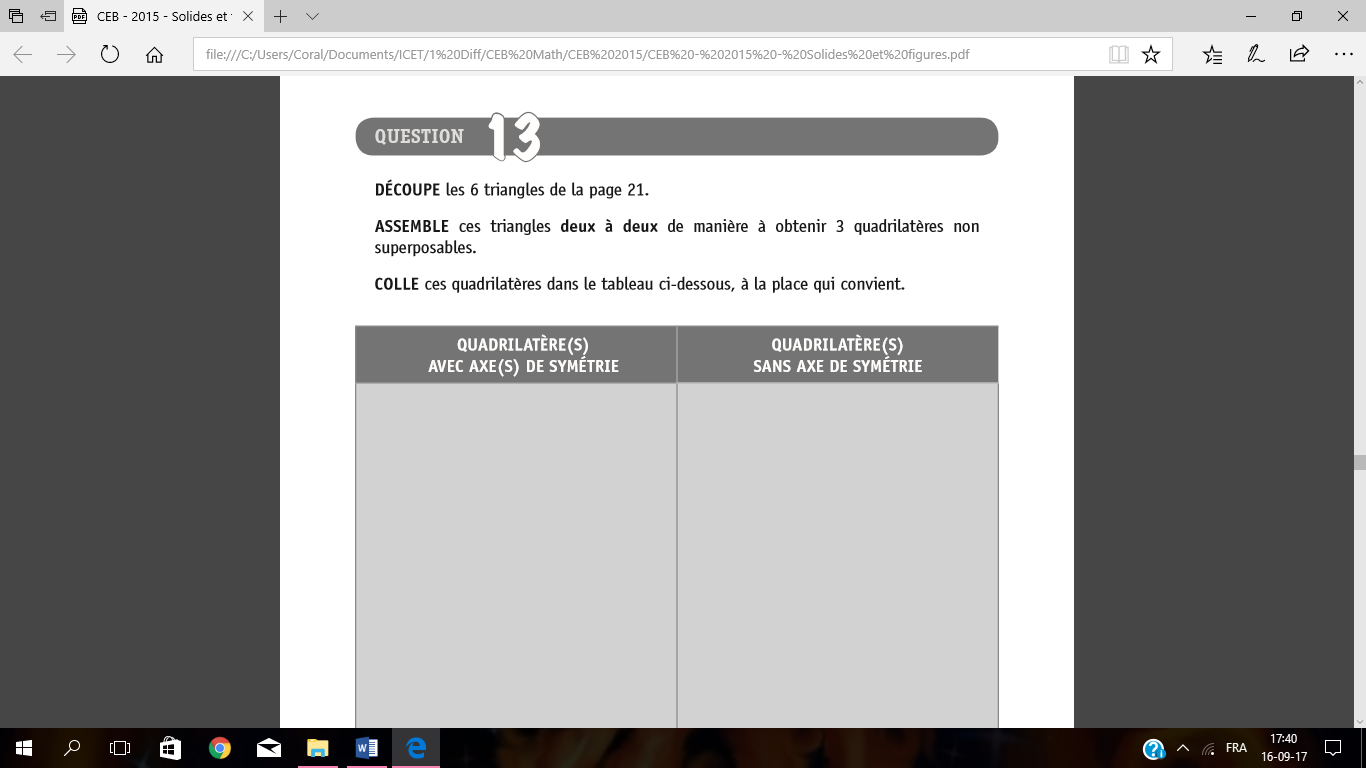 CEB - 2015 - Solides et
file:///C:/Users/Coral/Documents/ICET/1%20Diff/CEB%20Math/CEB%202015/CEB%20-%202015%20-%20Solides%20et%20figures.pdf
QUESTION 13
DÉCOUPE les 6 triangles de la page 21.
ASSEMBLE ces triangles deux à deux de manière à obtenir 3 quadrilatères non
superposables.
COLLE ces quadrilatères dans le tableau ci-dessous, à la place qui convient.
QUADRILATÈRE(S)
AVEC AXE(S) DE SYMÉTRIE
QUADRILATÈRE(S)
SANS AXE DE SYMÉTRIE
FRA
17:40
16-09-17